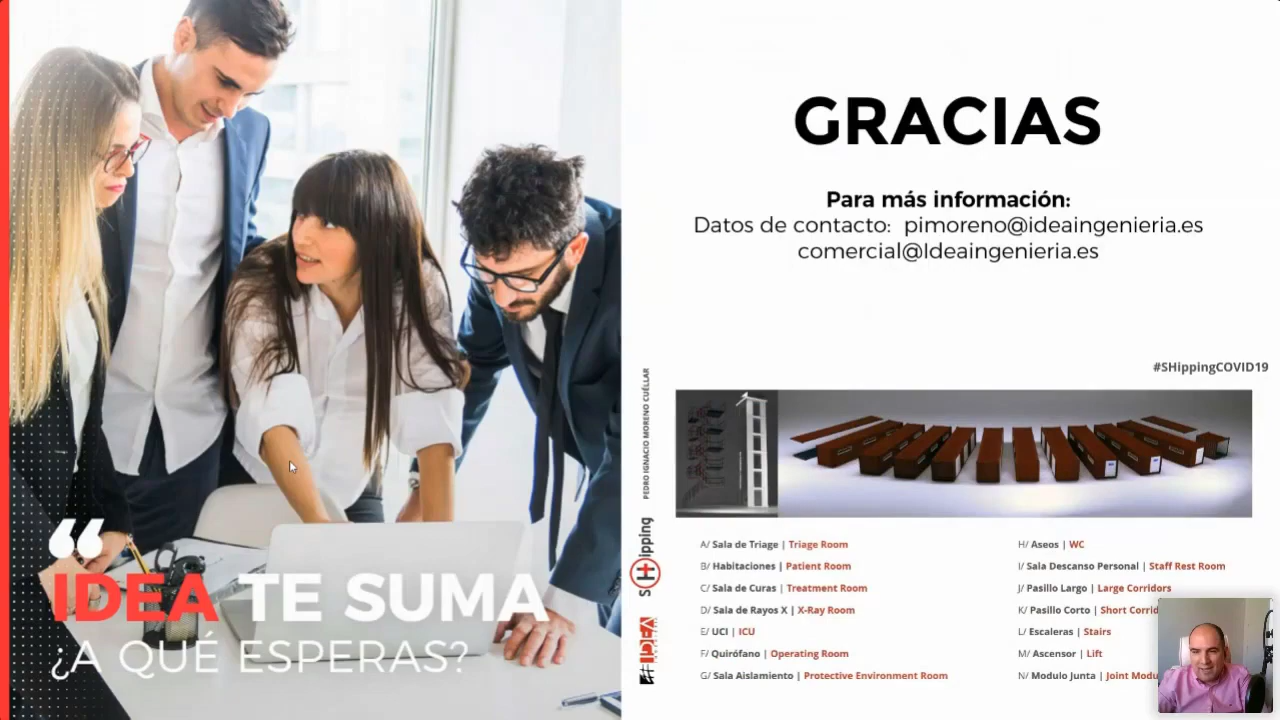 “
IDEA TE SUMA
¿A QUÉ ESPERAS?
GRACIAS
Para más información:
Datos de contacto: pimoreno@ideaingenieria.es
comercial@Ideaingenieria.es
#SHippingCOVID19
PEDRO IGNACIO MORENO CUÉLLAR
SHipping
A/ Sala de Triage | Triage Room
B/ Habitaciones | Patient Room
C/ Sala de Curas | Treatment Room
D/ Sala de Rayos X | X-Ray Room
E/ UCI | ICU
F/ Quirófano | Operating Room
G/ Sala Aislamiento | Protective Environment Room
H/ Aseos | WC
I/ Sala Descanso Personal | Staff Rest Room
J/ Pasillo Largo | Large Corridors
K/ Pasillo Corto | Short Corrid
L/ Escaleras | Stairs
M/ Ascensor | Lift
N/ Modulo Junta | Joint Modu